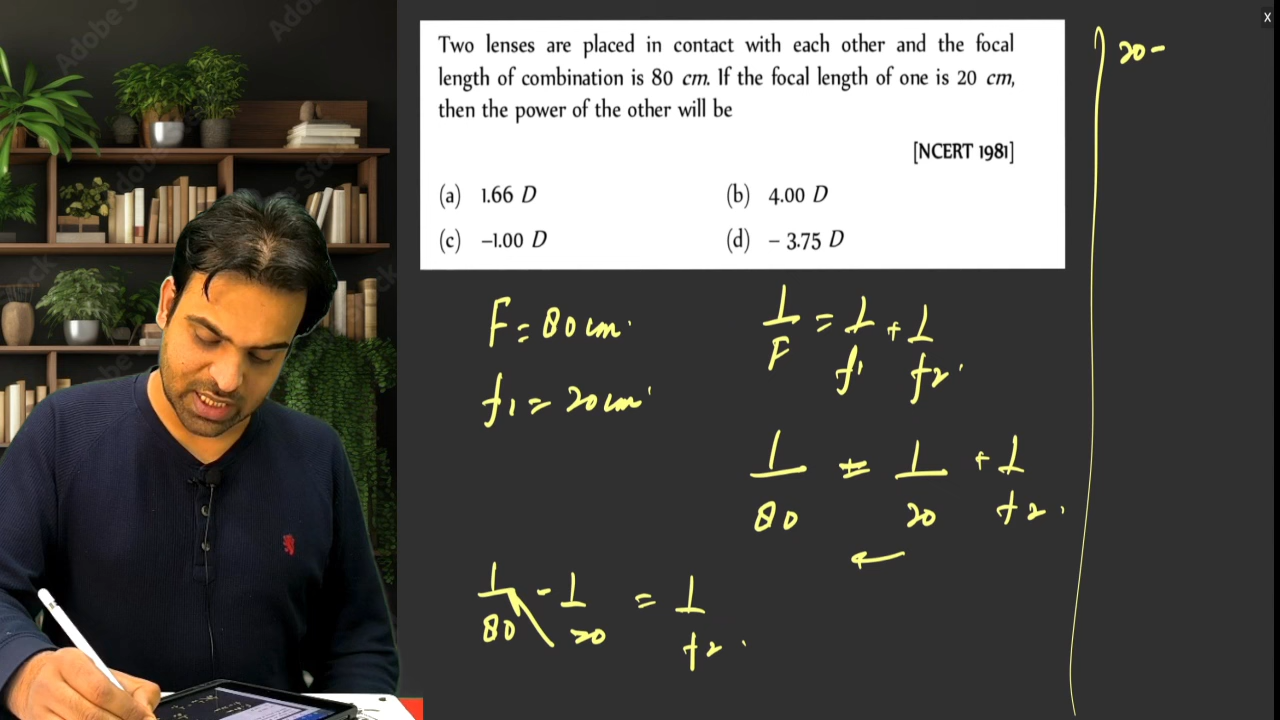 Two lenses are placed in contact with each other and the focal
length of combination is 80 cm. If the focal length of one is 20 cm,
then the power of the other will be
[NCERT 1981]
(a) 1.66 D
(b) 4.00 D
(c) –1.00 D
(d) – 3.75 D
F = 80 cm.
f1 = 20 cm.
1/F = 1/f1 + 1/f2.
1/80 = 1/20 + 1/f2.
1/80 - 1/20 = 1/f2.
20 -
X